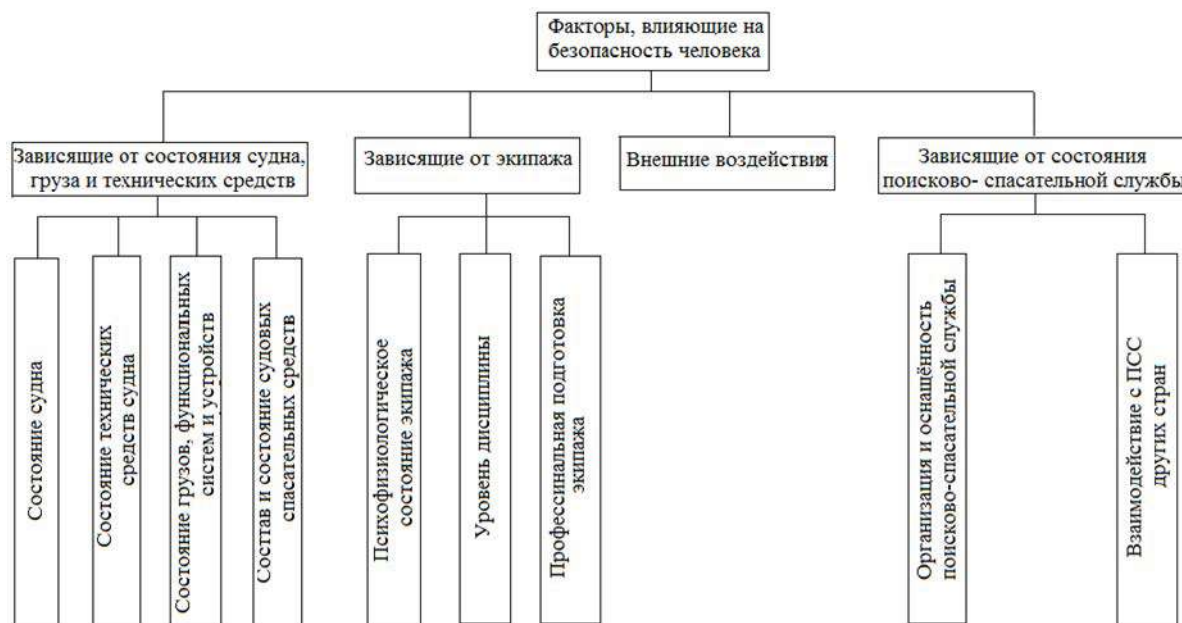 Факторы, влияющие на
безопасность человека
Зависящие от состояния судна,
груза и технических средств
Зависящие от экипажа
Внешние воздействия
Зависящие от состояния
поисково- спасательной службы
Состояние судна
Состояние технических
средств судна
Состояние грузов, функциональных
систем и устройств
Состтав и состояние судовых
спасательных средств
Психофизиологическое
состояние экипажа
Уровень дисциплины
Профессинальная подготовка
экипажа
Организация и оснащённость
поисково-спасательной службы
Взаимодействие с ПСС
других стран